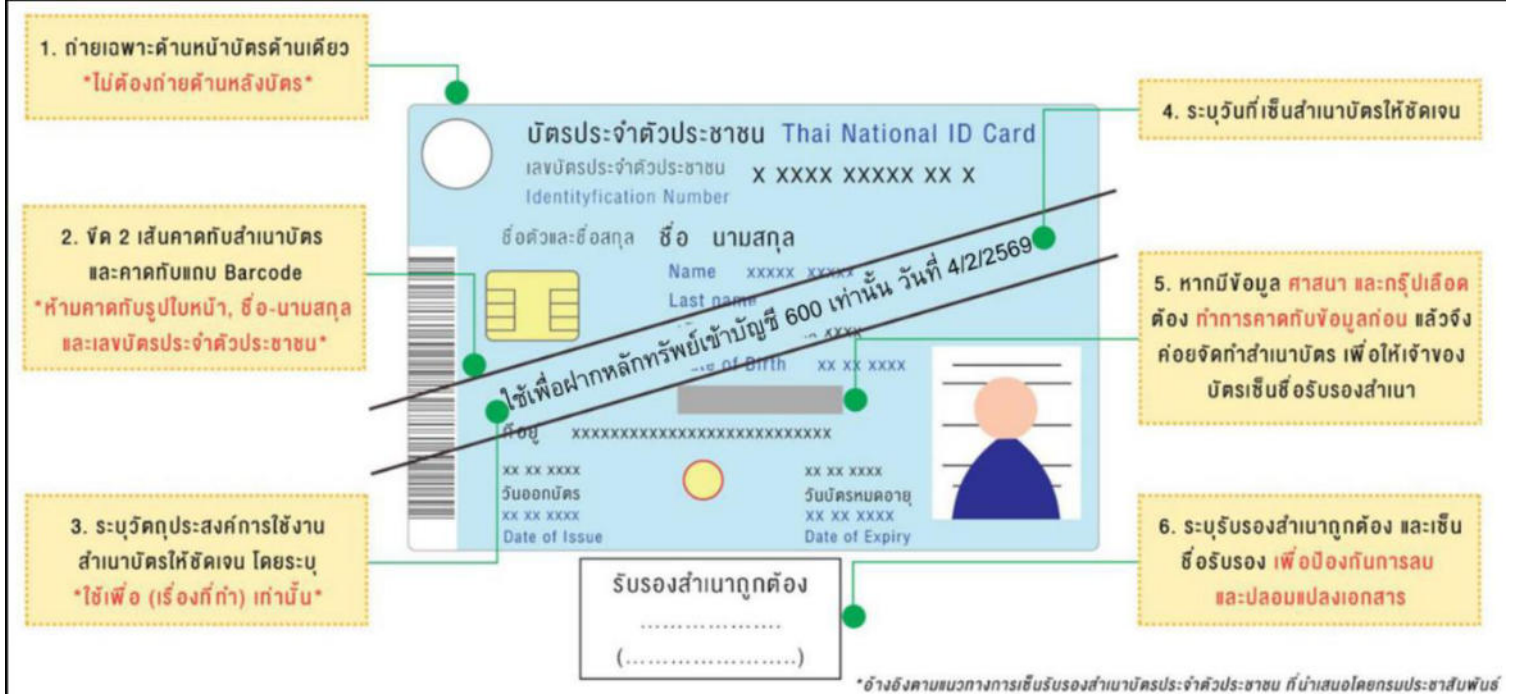 1. ถ่ายเฉพาะด้านหน้าบัตรด้านเดียว
*ไม่ต้องถ่ายด้านหลังบัตร*
2. ขีด 2 เส้นคาดทับสำเนาบัตร
และคาดทับแถบ Barcode
*ห้ามคาดทับรูปใบหน้า, ชื่อ-นามสกุล
และเลขบัตรประจำตัวประชาชน*
3. ระบุวัตถุประสงค์การใช้งาน
สำเนาบัตรให้ชัดเจน โดยระบุ
*ใช้เพื่อ (เรื่องที่ทำ) เท่านั้น*
บัตรประจำตัวประชาชน Thai National ID Card
เลขบัตรประจำตัวประชาชน X XXXX XXXXX XX X
Identityfication Number
ชื่อตัวและชื่อสกุล ชื่อ นามสกุล
Name xxxxx xxxxx
Last name
ใช้เพื่อฝากหลักทรัพย์เข้าบัญชี 600 เท่านั้น วันที่ 4/2/2569
xxxx
of Birth xx xx xxxx
ที่อยู่ xxxxxxxxxxxxxxxxxxxxxxxxxxx
xx xx xxxx
วันออกบัตร
xx xx xxxx
Date of Issue
xx xx xxxx
วันบัตรหมดอายุ
XX XX XXXX
Date of Expiry
รับรองสำเนาถูกต้อง
...................
(.......................)
4. ระบุวันที่เซ็นสำเนาบัตรให้ชัดเจน
5. หากมีข้อมูล ศาสนา และกรุ๊ปเลือด
ต้อง ทำการคาดทับข้อมูลก่อน แล้วจึง
ค่อยจัดทำสำเนาบัตร เพื่อให้เจ้าของ
บัตรเซ็นชื่อรับรองสำเนา
6. ระบุรับรองสำเนาถูกต้อง และเซ็น
ชื่อรับรอง เพื่อป้องกันการลบ
และปลอมแปลงเอกสาร
*อ้างอิงตามแนวทางการเซ็นรับรองสำเนาบัตรประจำตัวประชาชน ที่นำเสนอโดยกรมประชาสัมพันธ์